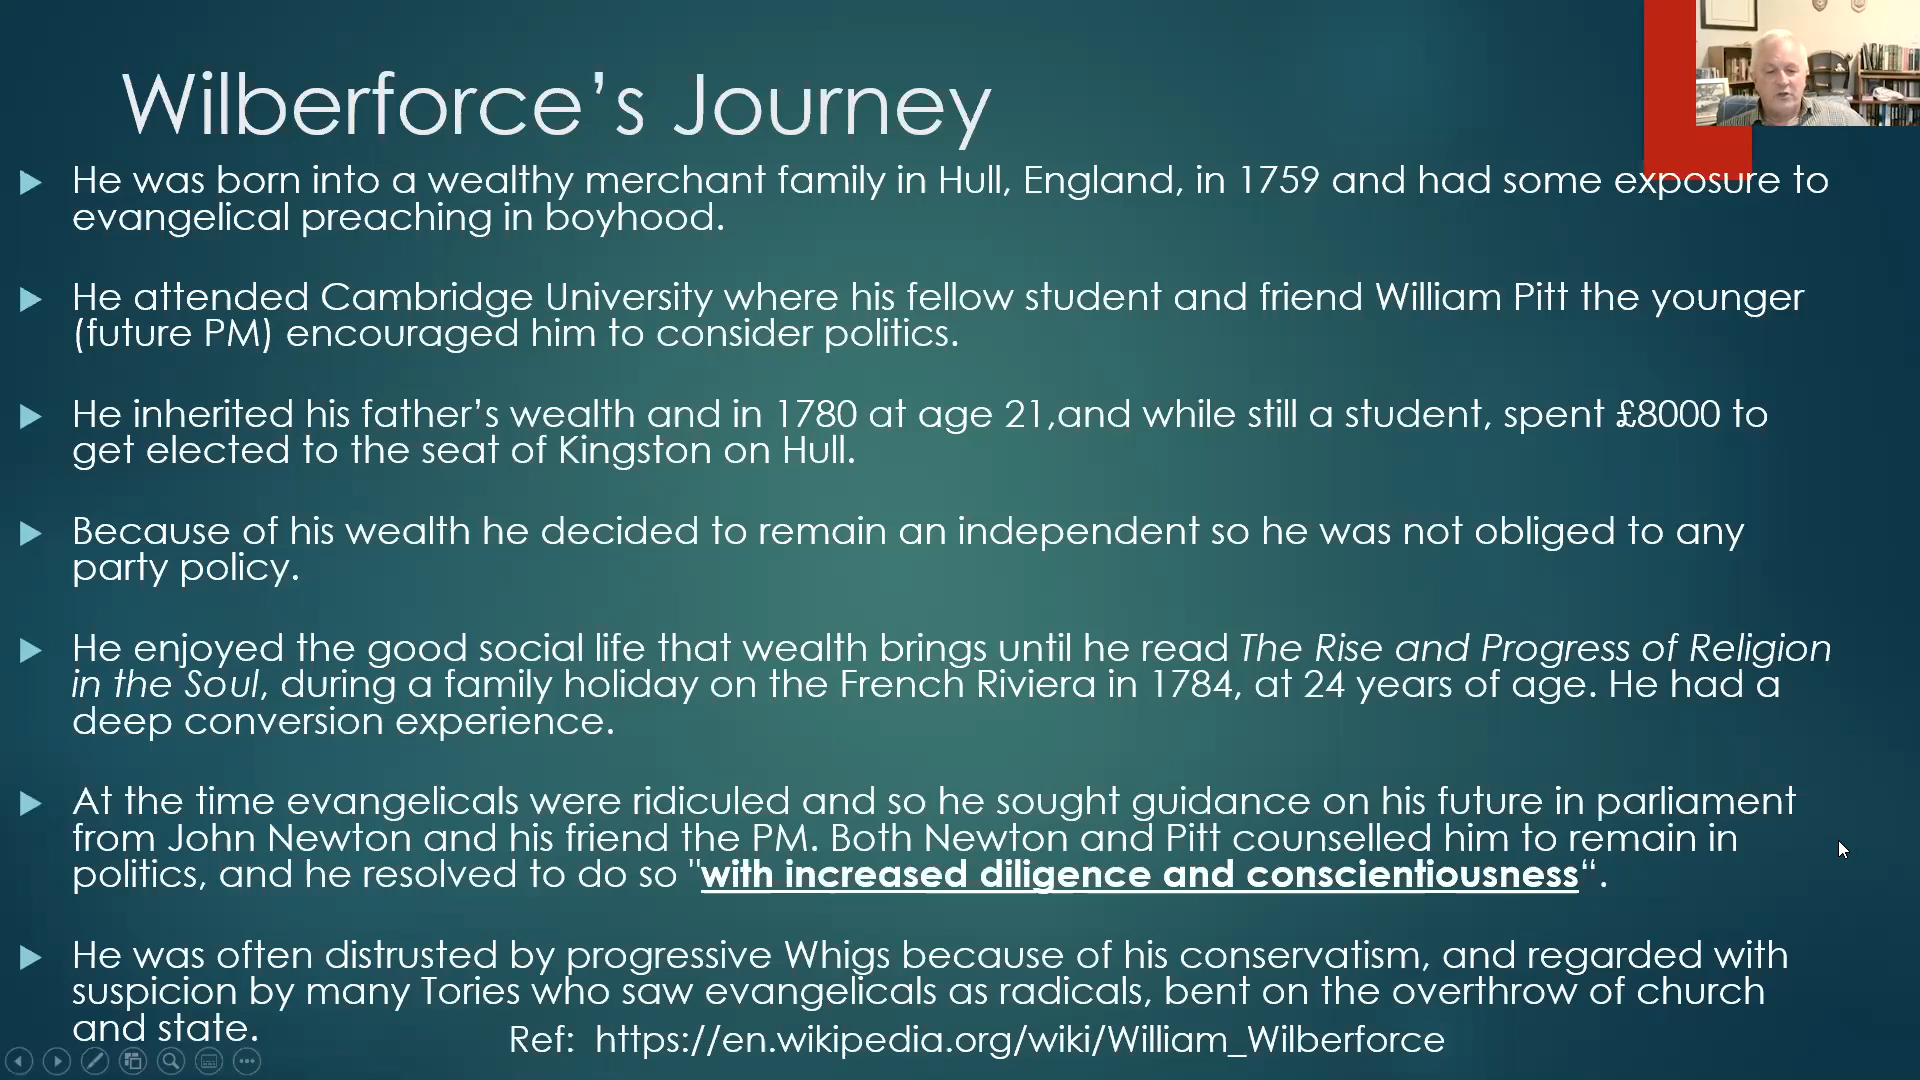 Wilberforce’s Journey
He was born into a wealthy merchant family in Hull, England, in 1759 and had some exposure to
evangelical preaching in boyhood.
He attended Cambridge University where his fellow student and friend William Pitt the younger
(future PM) encouraged him to consider politics.
He inherited his father’s wealth and in 1780 at age 21,and while still a student, spent £8000 to
get elected to the seat of Kingston on Hull.
Because of his wealth he decided to remain an independent so he was not obliged to any
party policy.
He enjoyed the good social life that wealth brings until he read The Rise and Progress of Religion
in the Soul, during a family holiday on the French Riviera in 1784, at 24 years of age. He had a
deep conversion experience.
At the time evangelicals were ridiculed and so he sought guidance on his future in parliament
from John Newton and his friend the PM. Both Newton and Pitt counselled him to remain in
politics, and he resolved to do so "with increased diligence and conscientiousness“.
He was often distrusted by progressive Whigs because of his conservatism, and regarded with
suspicion by many Tories who saw evangelicals as radicals, bent on the overthrow of church
and state.
Ref: https://en.wikipedia.org/wiki/William_Wilberforce